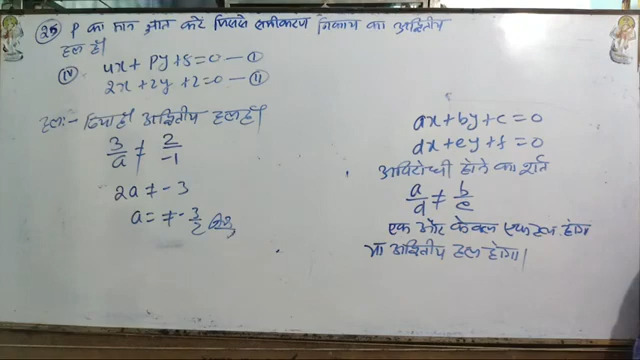 (25) P का मान ज्ञात करें जिससे समीकरण निकाय का अद्वितीय
हल है।
(IV) 4x + Py + 8 = 0 — (I)
2x + 2y + 2 = 0 — (II)
हल:- दिया है। अद्वितीय हल है।
3/a ≠ 2/-1
2a ≠ -3
a = ≠ -3/2
ax + by + c = 0
dx + ey + f = 0
अविरोधी होने का शर्त
a/d ≠ b/e
एक और केवल एक हल होगा
या अद्वितीय हल होगा।